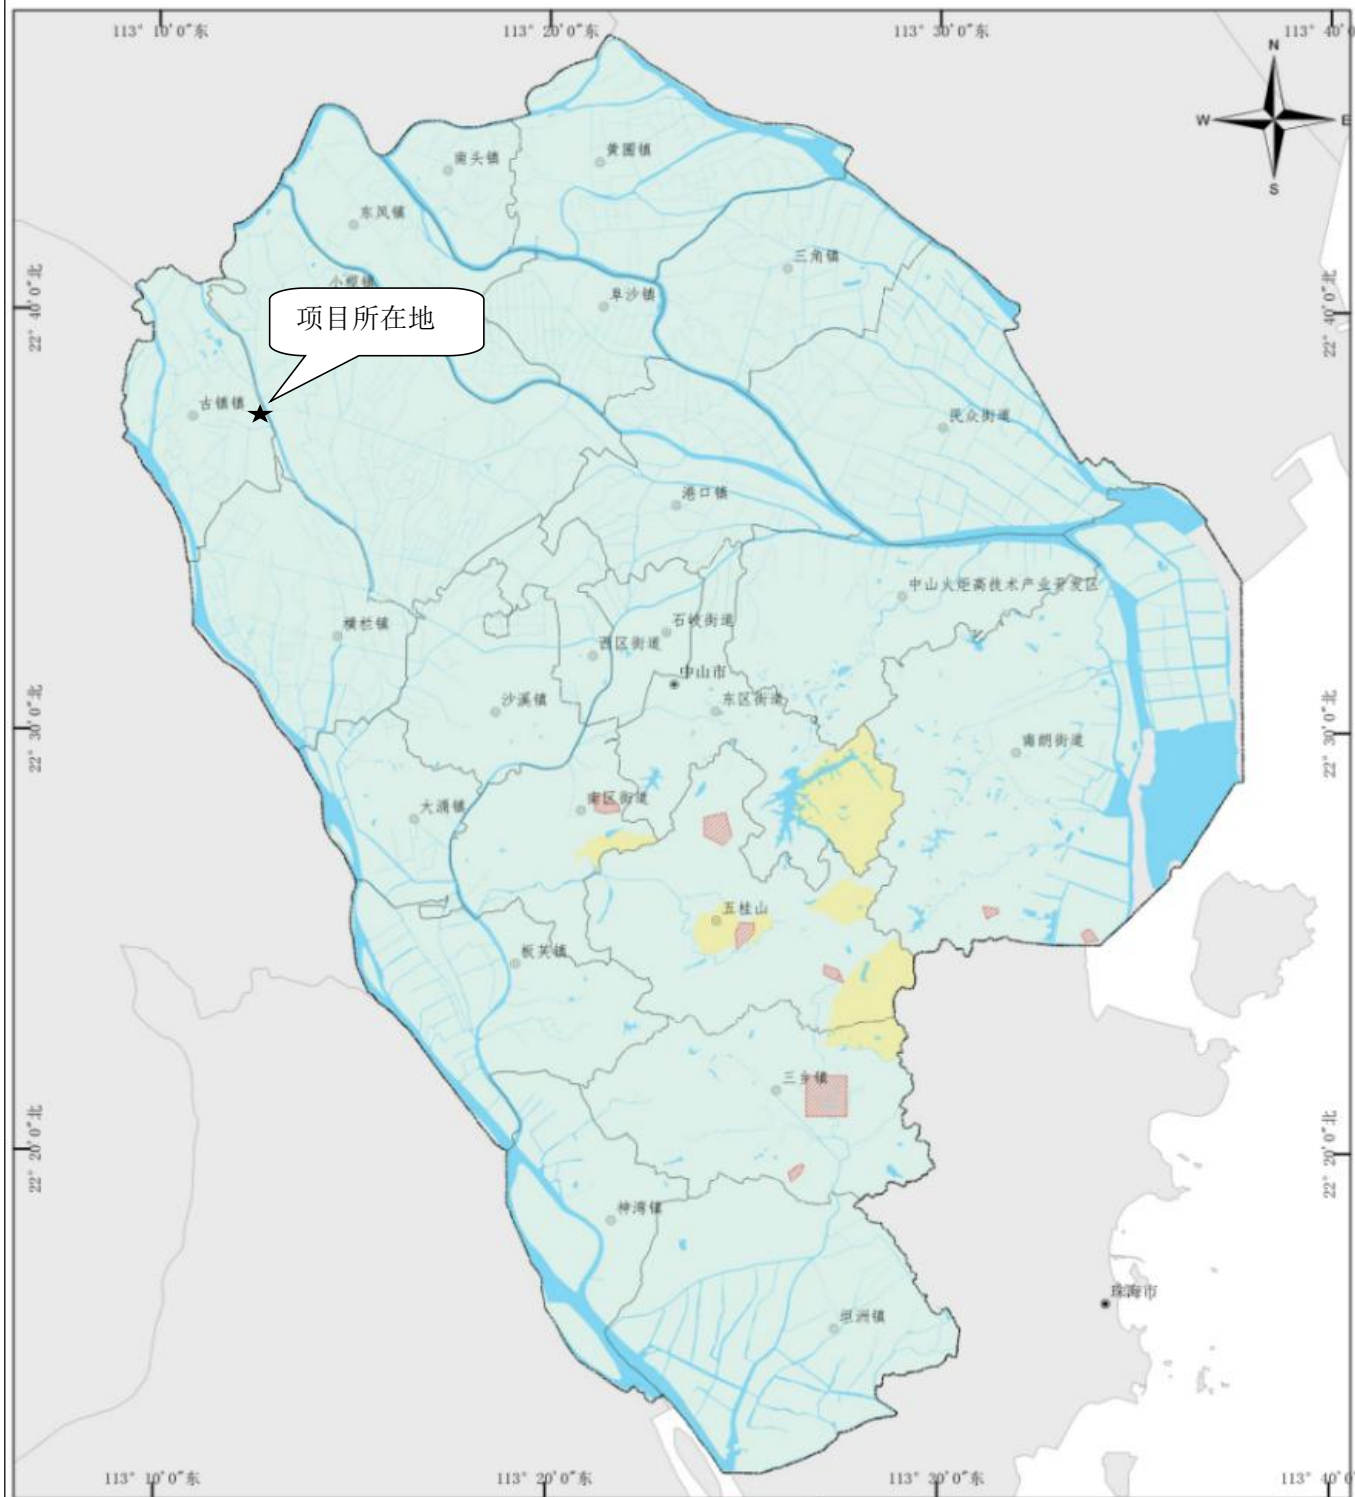 113° 10′0″东
113° 20′0″东
113° 30′0″东
113° 40′0
N
W
E
S
南头镇
黄圃镇
东凤镇
三角镇
小榄镇
阜沙镇
22° 40′0″北
22° 40′0″北
项目所在地
古镇镇
民众街道
港口镇
中山火炬高技术产业开发区
横栏镇
石岐街道
西区街道
中山市
沙溪镇
东区街道
22° 30′0″北
22° 30′0″北
南朗街道
大涌镇
南区街道
五桂山
板芙镇
三乡镇
22° 20′0″北
22° 20′0″北
神湾镇
珠海市
坦洲镇
113° 10′0″东
113° 20′0″东
113° 30′0″东
113° 40′0